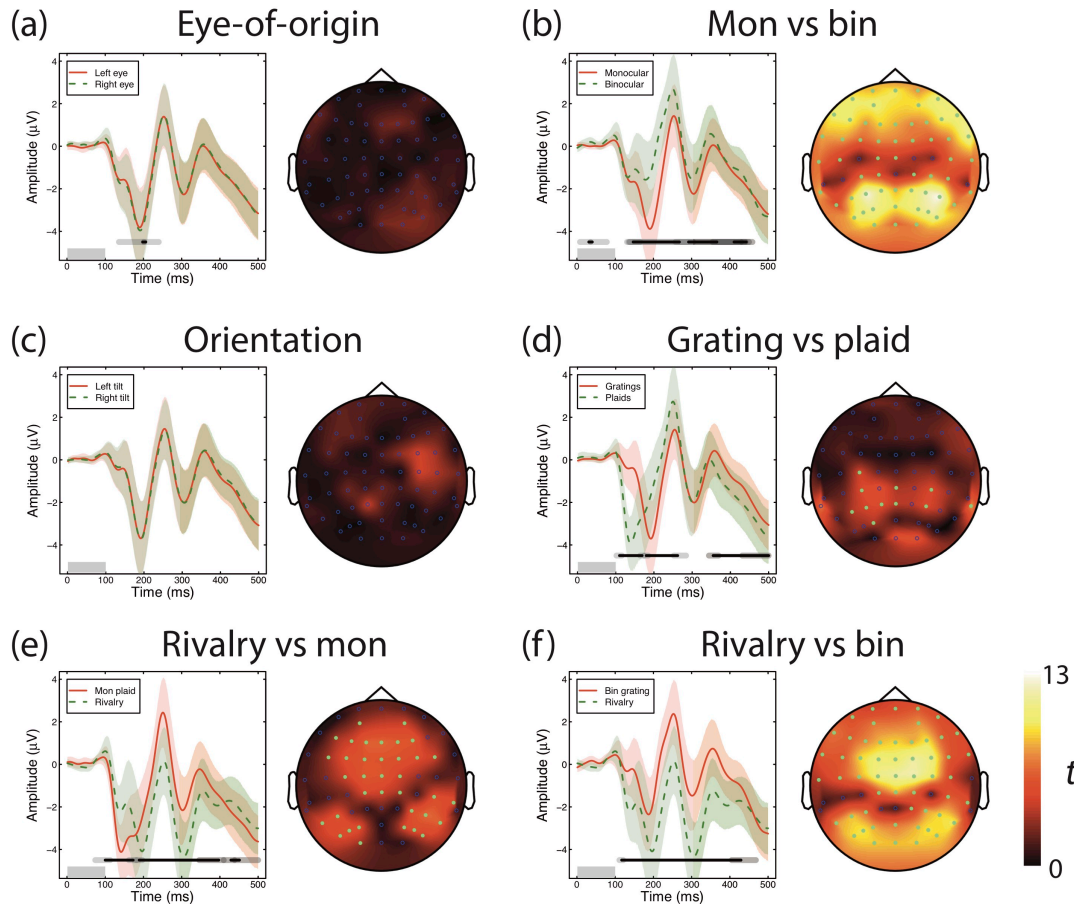 (a) Eye-of-origin
Amplitude (µV)
4
2
0
-2
-4
Left eye
Right eye
0 100 200 300 400 500
Time (ms)
(b) Mon vs bin
Amplitude (µV)
4
2
0
-2
-4
Monocular
Binocular
0 100 200 300 400 500
Time (ms)
(c) Orientation
Amplitude (µV)
4
2
0
-2
-4
Left tilt
Right tilt
0 100 200 300 400 500
Time (ms)
(d) Grating vs plaid
Amplitude (µV)
4
2
0
-2
-4
Gratings
Plaids
0 100 200 300 400 500
Time (ms)
(e) Rivalry vs mon
Amplitude (µV)
4
2
0
-2
-4
Mon plaid
Rivalry
0 100 200 300 400 500
Time (ms)
(f) Rivalry vs bin
Amplitude (µV)
4
2
0
-2
-4
Bin grating
Rivalry
0 100 200 300 400 500
Time (ms)
13
t
0